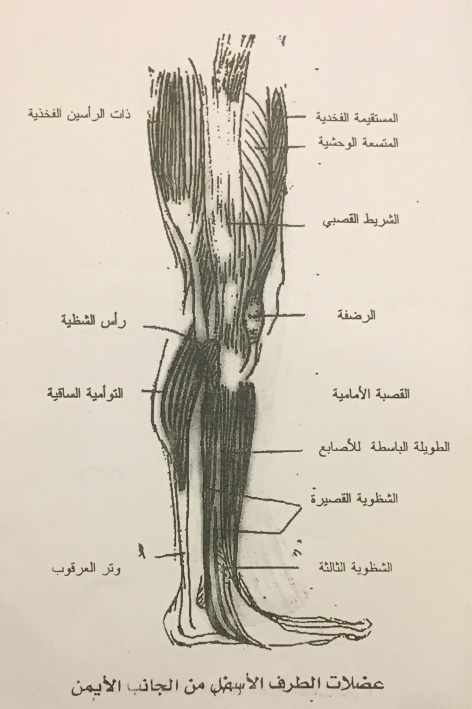 ذات الرأسين الفخذية
المستقيمة الفخدية
المتسعة الوحشية
الشريط القصبي
الرضفة
رأس الشظية
التوأمية الساقية
القصبة الأمامية
الطويلة الباسطة للأصابع
الشظوية القصيرة
وتر العرقوب
الشظوية الثالثة
عضلات الطرف الأسفل من الجانب الأيمن